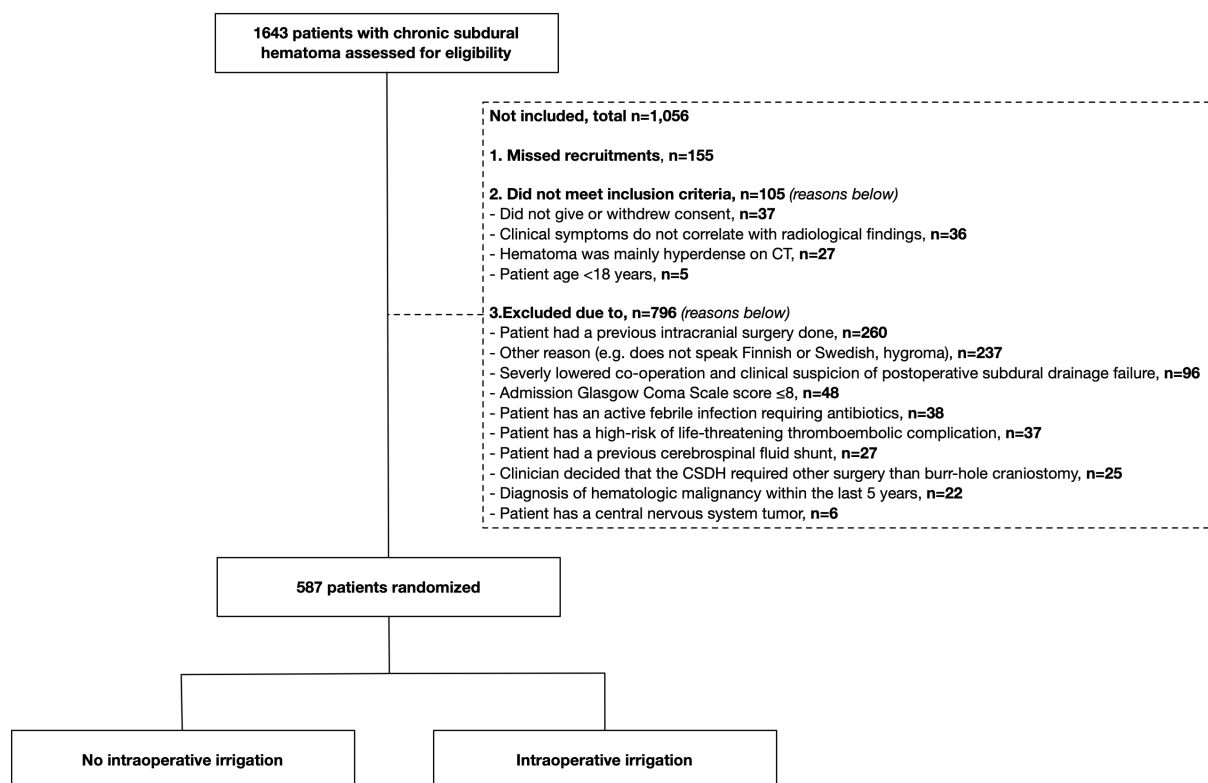 1643 patients with chronic subdural
hematoma assessed for eligibility
Not included, total n=1,056
1. Missed recruitments, n=155
2. Did not meet inclusion criteria, n=105 (reasons below)
- Did not give or withdrew consent, n=37
- Clinical symptoms do not correlate with radiological findings, n=36
- Hematoma was mainly hyperdense on CT, n=27
- Patient age <18 years, n=5
3.Excluded due to, n=796 (reasons below)
- Patient had a previous intracranial surgery done, n=260
- Other reason (e.g. does not speak Finnish or Swedish, hygroma), n=237
- Severly lowered co-operation and clinical suspicion of postoperative subdural drainage failure, n=96
- Admission Glasgow Coma Scale score ≤8, n=48
- Patient has an active febrile infection requiring antibiotics, n=38
- Patient has a high-risk of life-threatening thromboembolic complication, n=37
- Patient had a previous cerebrospinal fluid shunt, n=27
- Clinician decided that the CSDH required other surgery than burr-hole craniostomy, n=25
- Diagnosis of hematologic malignancy within the last 5 years, n=22
- Patient has a central nervous system tumor, n=6
587 patients randomized
No intraoperative irrigation
Intraoperative irrigation